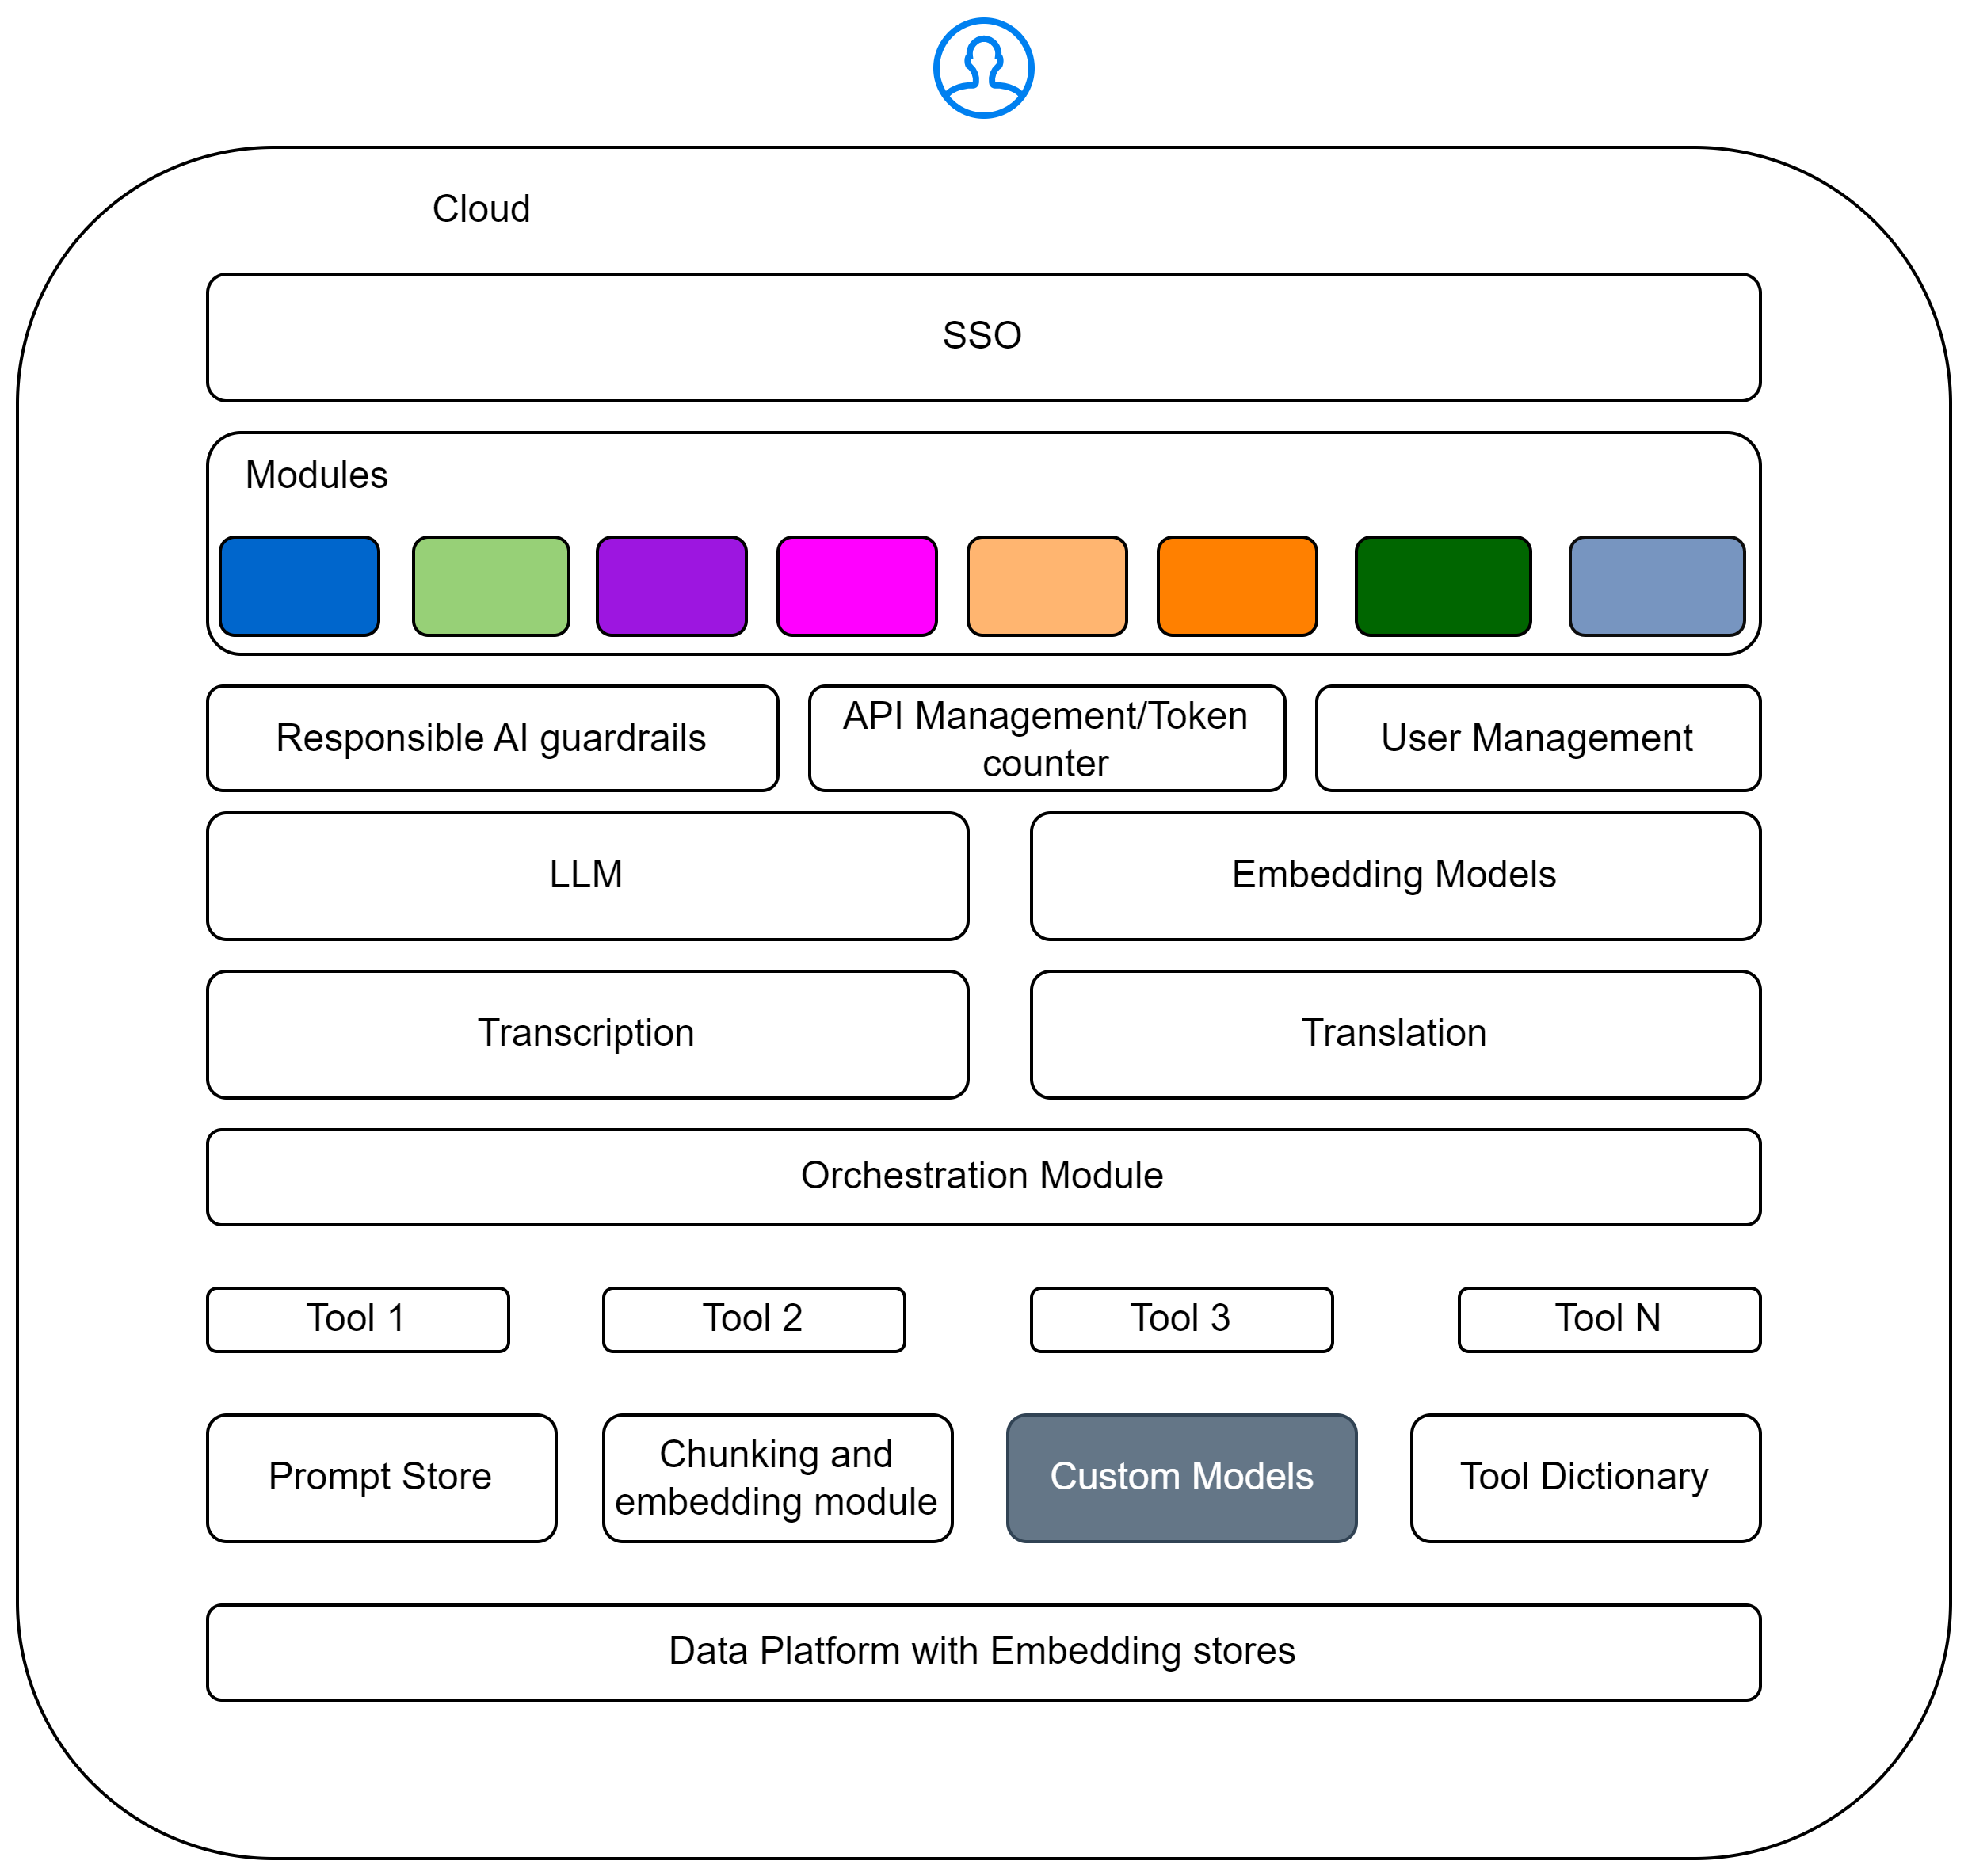 Cloud
SSO
Modules
Responsible AI guardrails
API Management/Token
counter
User Management
LLM
Embedding Models
Transcription
Translation
Orchestration Module
Tool 1
Tool 2
Tool 3
Tool N
Prompt Store
Chunking and
embedding module
Custom Models
Tool Dictionary
Data Platform with Embedding stores